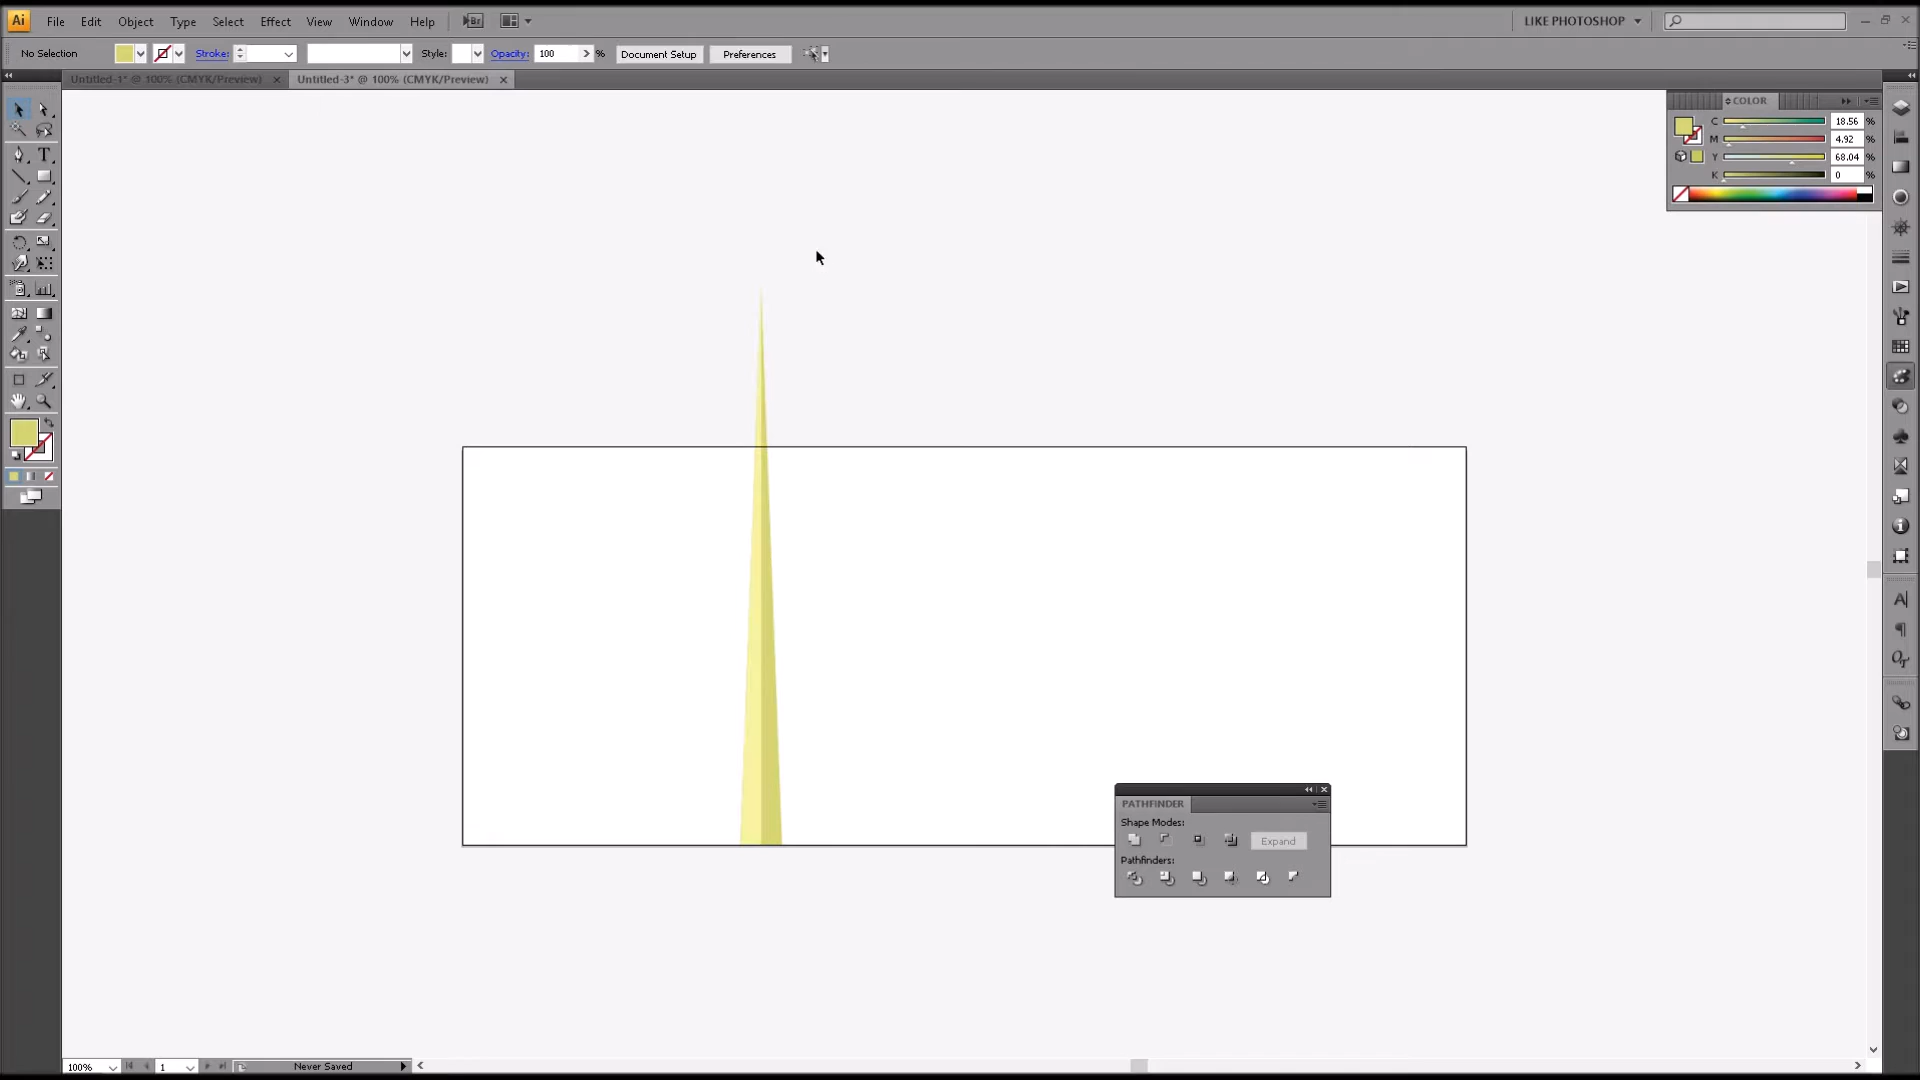 Ai File Edit Object Type Select Effect View Window Help Br LIKE PHOTOSHOP
No Selection Stroke: Style: Opacity: 100 % Document Setup Preferences
Untitled-1* @ 100% (CMYK/Preview) Untitled-3* @ 100% (CMYK/Preview)
COLOR
C 18.56 %
M 4.92 %
Y 68.04 %
K 0 %
PATHFINDER
Shape Modes:
Expand
Pathfinders:
100% 1 Never Saved